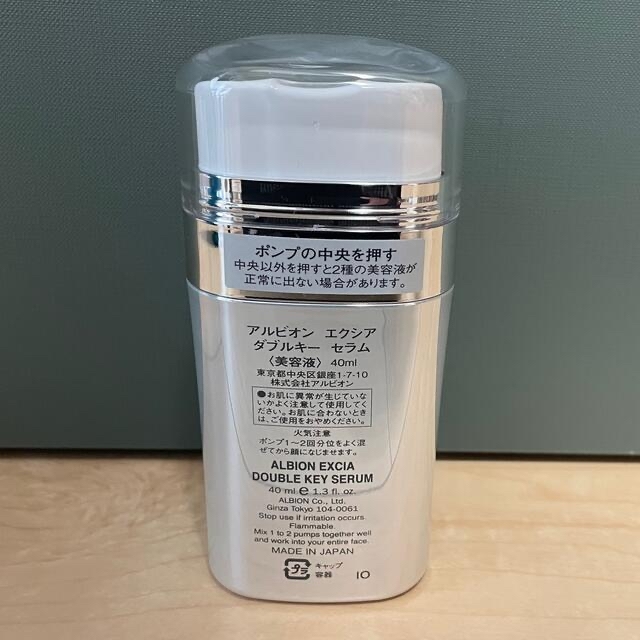 ポンプの中央を押す
中央以外を押すと2種の美容液が
正常に出ない場合があります。
アルビオン エクシア
ダブルキー セラム
〈美容液〉 40ml
東京都中央区銀座1-7-10
株式会社アルビオン
●お肌に異常が生じていな
いかよく注意して使用してく
ださい。お肌に合わないとき
は、ご使用をおやめください。
火気注意
ポンプ1〜2回分位をよく混
ぜてから顔になじませます。
ALBION EXCIA
DOUBLE KEY SERUM
40 ml ℮ 1.3 fl. oz.
ALBION Co., Ltd.
Ginza Tokyo 104-0061
Stop use if irritation occurs.
Flammable.
Mix 1 to 2 pumps together well
and work into your entire face.
MADE IN JAPAN
プラ キャップ
容器
IO